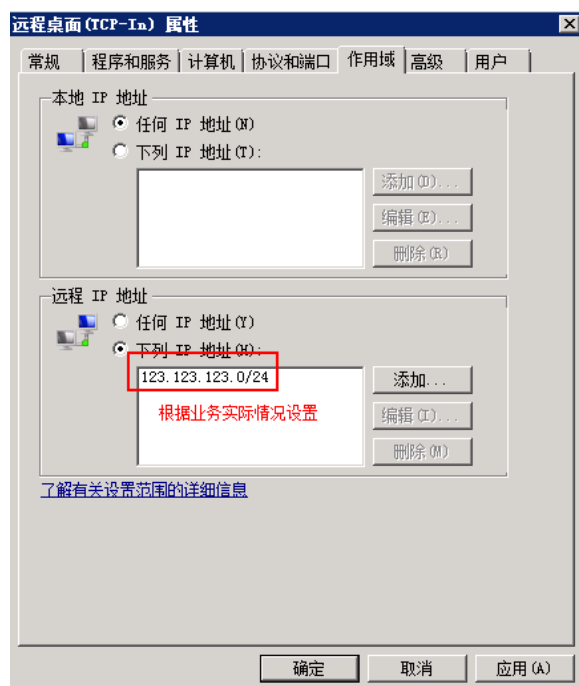 远程桌面(TCP-In) 属性
常规 程序和服务 计算机 协议和端口 作用域 高级 用户
本地 IP 地址
任何 IP 地址(N)
下列 IP 地址(T):
添加(D)...
编辑(E)...
删除(R)
远程 IP 地址
任何 IP 地址(Y)
下列 IP 地址(H):
123.123.123.0/24
添加...
根据业务实际情况设置
编辑(I)...
删除(M)
了解有关设置范围的详细信息
确定 取消 应用(A)